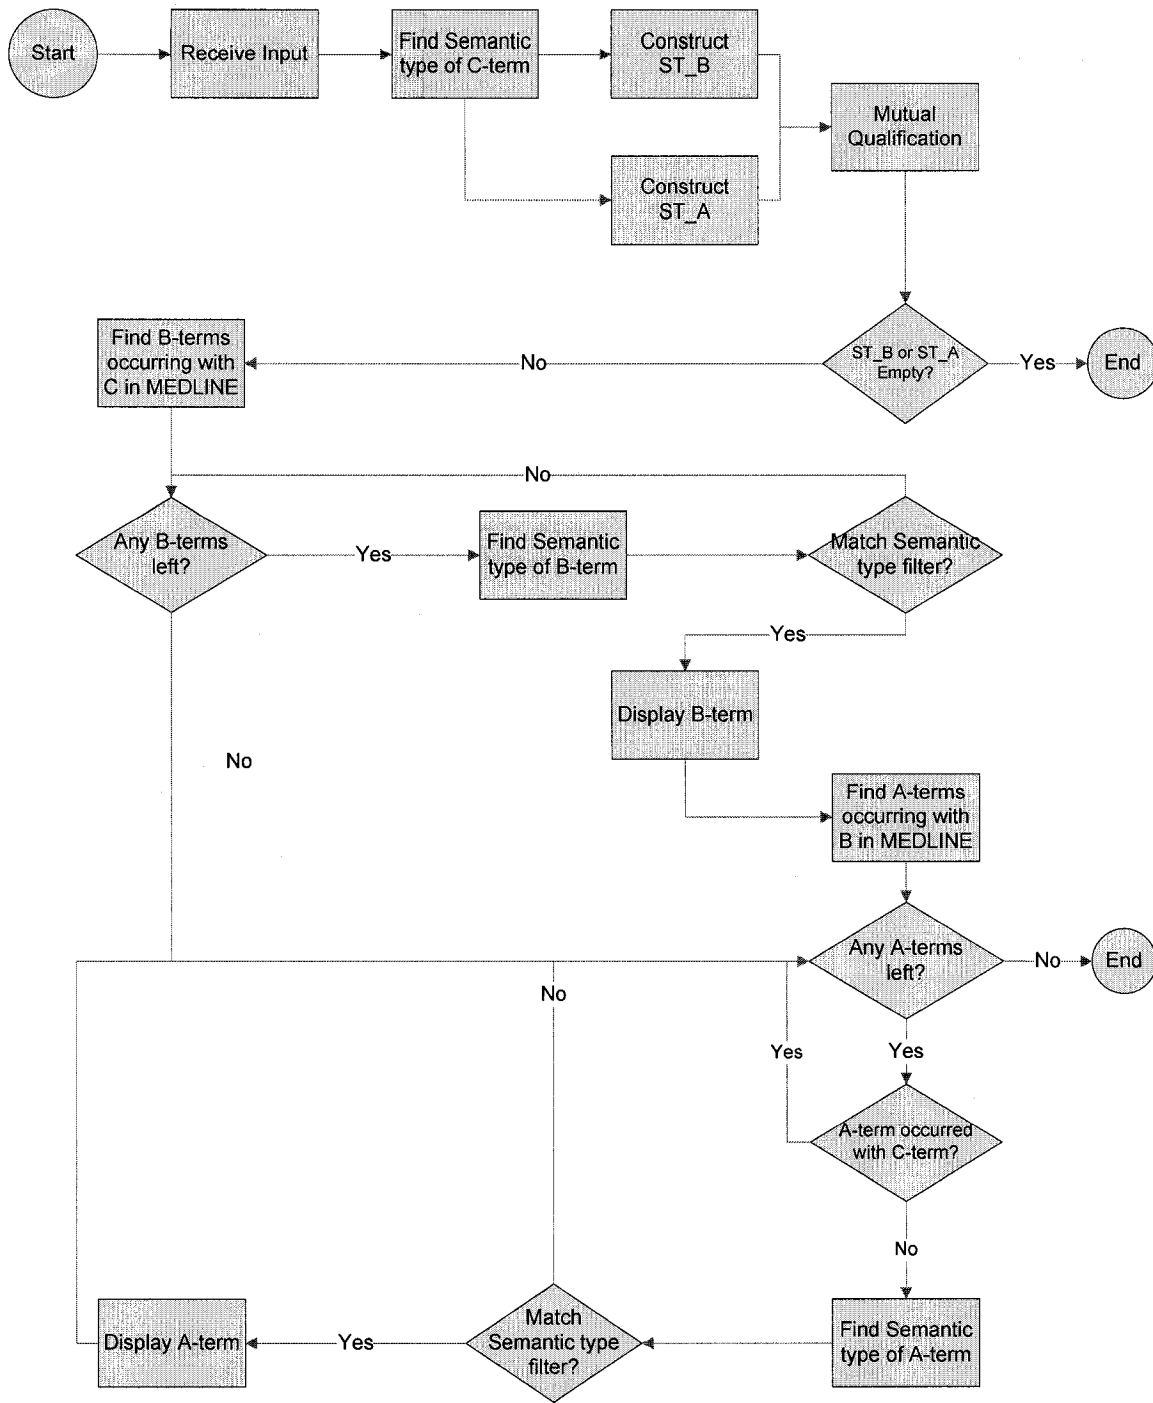 Start
Receive Input
Find Semantic
type of C-term
Construct
ST_B
Mutual
Qualification
Construct
ST_A
Find B-terms
occurring with
C in MEDLINE
No
ST_B or ST_A
Empty?
Yes
End
No
Any B-terms
left?
Yes
Find Semantic
type of B-term
Match Semantic
type filter?
Yes
Display B-term
No
Find A-terms
occurring with
B in MEDLINE
Any A-terms
left?
No
End
No
Yes
Yes
A-term occurred
with C-term?
No
Display A-term
Yes
Match
Semantic type
filter?
Find Semantic
type of A-term